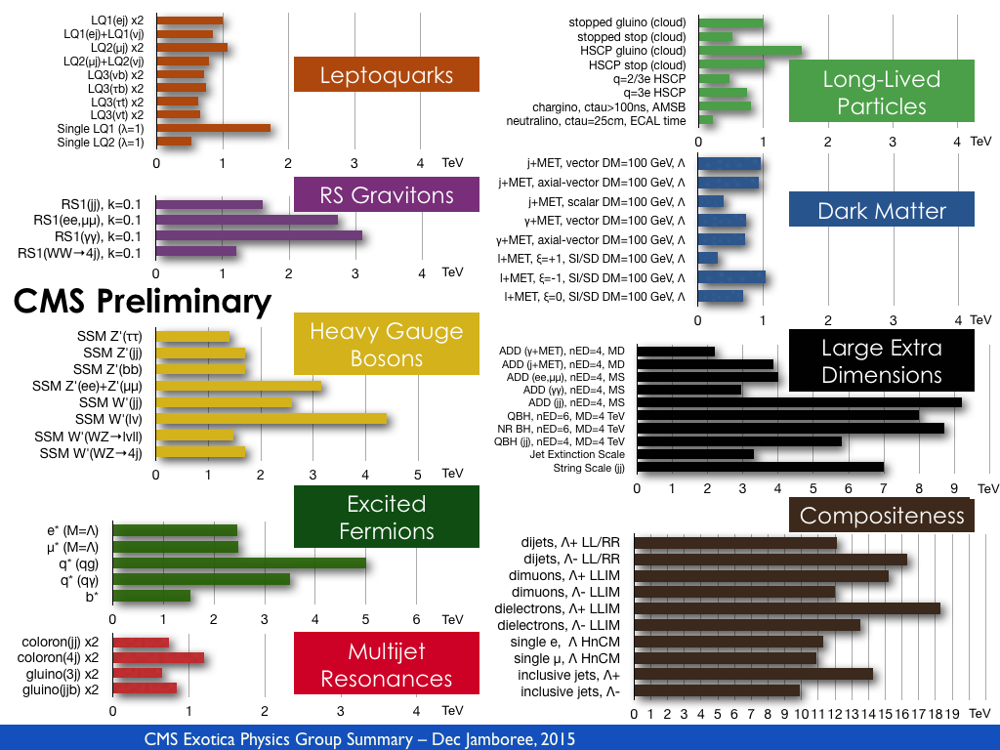 LQ1(ej) x2
LQ1(ej)+LQ1(νj)
LQ2(μj) x2
LQ2(μj)+LQ2(νj)
LQ3(νb) x2
LQ3(τb) x2
LQ3(τt) x2
LQ3(vt) x2
Single LQ1 (λ=1)
Single LQ2 (λ=1)
0 1 2 3 4 TeV
Leptoquarks
RS1(jj), k=0.1
RS1(ee,μμ), k=0.1
RS1(γγ), k=0.1
RS1(WW→4j), k=0.1
0 1 2 3 4 TeV
RS Gravitons
CMS Preliminary
SSM Z'(ττ)
SSM Z'(jj)
SSM Z'(bb)
SSM Z'(ee)+Z'(μμ)
SSM W'(jj)
SSM W'(lv)
SSM W'(WZ→lvll)
SSM W'(WZ→4j)
0 1 2 3 4 5 TeV
Heavy Gauge
Bosons
e* (M=Λ)
μ* (M=Λ)
q* (qg)
q* (qγ)
b*
0 1 2 3 4 5 6 TeV
Excited
Fermions
coloron(jj) x2
coloron(4j) x2
gluino(3j) x2
gluino(jjb) x2
0 1 2 3 4 TeV
Multijet
Resonances
stopped gluino (cloud)
stopped stop (cloud)
HSCP gluino (cloud)
HSCP stop (cloud)
q=2/3e HSCP
q=3e HSCP
chargino, ctau>100ns, AMSB
neutralino, ctau=25cm, ECAL time
0 1 2 3 4 TeV
Long-Lived
Particles
j+MET, vector DM=100 GeV, Λ
j+MET, axial-vector DM=100 GeV, Λ
j+MET, scalar DM=100 GeV, Λ
γ+MET, vector DM=100 GeV, Λ
γ+MET, axial-vector DM=100 GeV, Λ
l+MET, ξ=+1, SI/SD DM=100 GeV, Λ
l+MET, ξ=-1, SI/SD DM=100 GeV, Λ
l+MET, ξ=0, SI/SD DM=100 GeV, Λ
0 1 2 3 4 TeV
Dark Matter
ADD (γ+MET), nED=4, MD
ADD (j+MET), nED=4, MD
ADD (ee,μμ), nED=4, MS
ADD (γγ), nED=4, MS
ADD (jj), nED=4, MS
QBH, nED=6, MD=4 TeV
NR BH, nED=6, MD=4 TeV
QBH (jj), nED=4, MD=4 TeV
Jet Extinction Scale
String Scale (jj)
0 1 2 3 4 5 6 7 8 9 TeV
Large Extra
Dimensions
Compositeness
dijets, Λ+ LL/RR
dijets, Λ- LL/RR
dimuons, Λ+ LLIM
dimuons, Λ- LLIM
dielectrons, Λ+ LLIM
dielectrons, Λ- LLIM
single e, Λ HnCM
single μ, Λ HnCM
inclusive jets, Λ+
inclusive jets, Λ-
0 1 2 3 4 5 6 7 8 9 10 11 12 13 14 15 16 17 18 19 TeV
CMS Exotica Physics Group Summary – Dec Jamboree, 2015